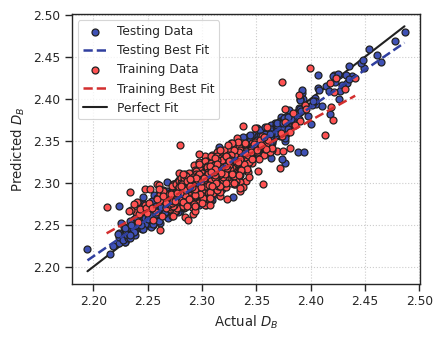 2.50
2.45
2.40
2.35
2.30
2.25
2.20
Predicted D_B
Testing Data
Testing Best Fit
Training Data
Training Best Fit
Perfect Fit
2.20 2.25 2.30 2.35 2.40 2.45 2.50
Actual D_B